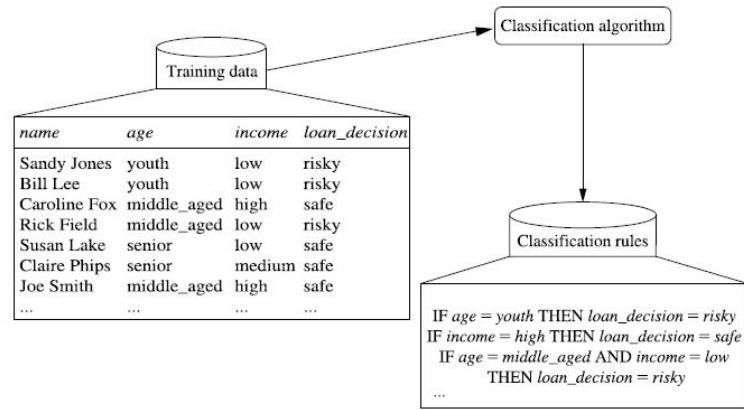 Classification algorithm
Training data
name age income loan_decision
Sandy Jones youth low risky
Bill Lee youth low risky
Caroline Fox middle_aged high safe
Rick Field middle_aged low risky
Susan Lake senior low safe
Claire Phips senior medium safe
Joe Smith middle_aged high safe
... ... ... ...
Classification rules
IF age = youth THEN loan_decision = risky
IF income = high THEN loan_decision = safe
IF age = middle_aged AND income = low
THEN loan_decision = risky
...